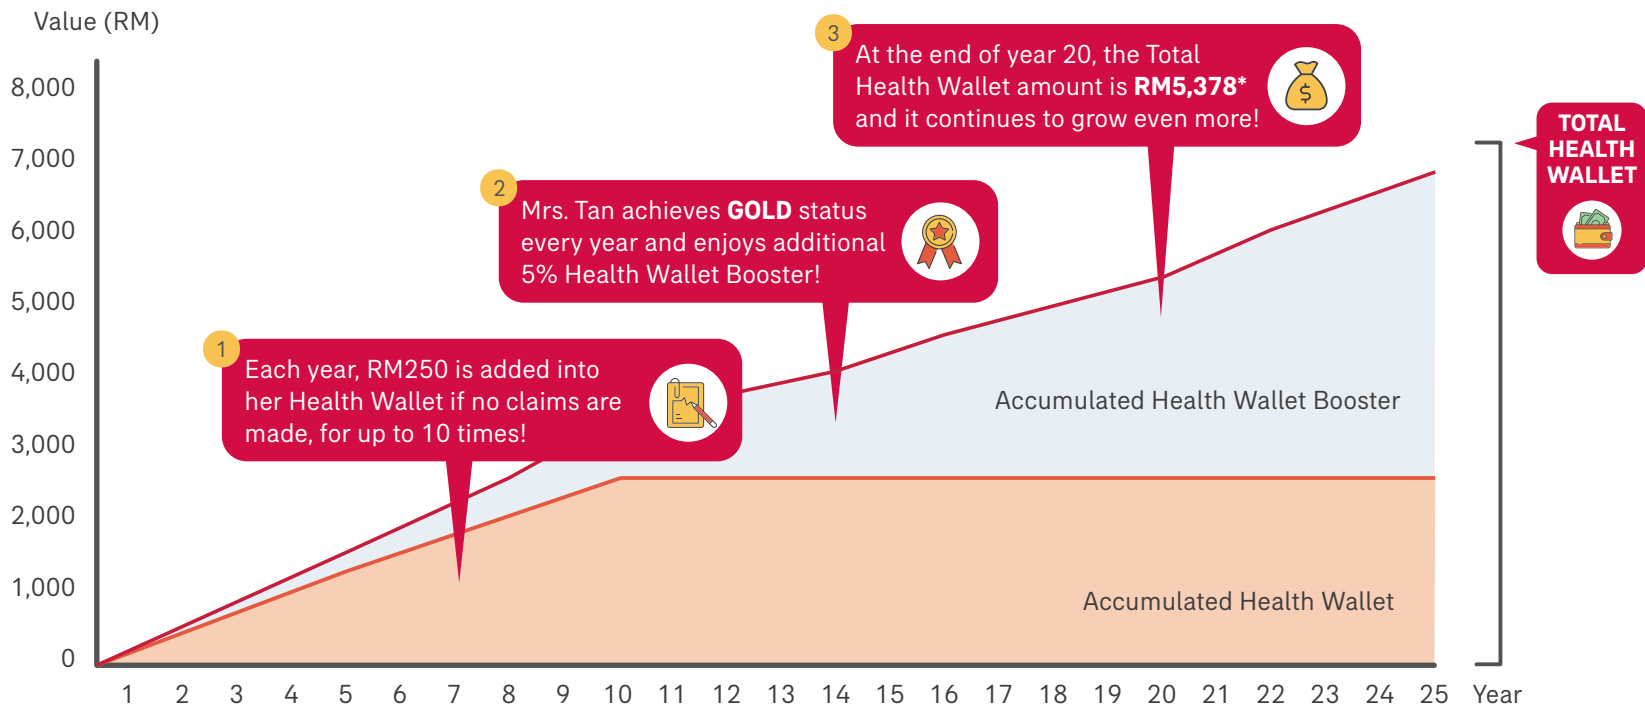 Value (RM)
8,000
7,000
6,000
5,000
4,000
3,000
2,000
1,000
0
3
At the end of year 20, the Total
Health Wallet amount is RM5,378*
and it continues to grow even more!
$
TOTAL
HEALTH
WALLET
2
Mrs. Tan achieves GOLD status
every year and enjoys additional
5% Health Wallet Booster!
1
Each year, RM250 is added into
her Health Wallet if no claims are
made, for up to 10 times!
Accumulated Health Wallet Booster
Accumulated Health Wallet
1 2 3 4 5 6 7 8 9 10 11 12 13 14 15 16 17 18 19 20 21 22 23 24 25 Year